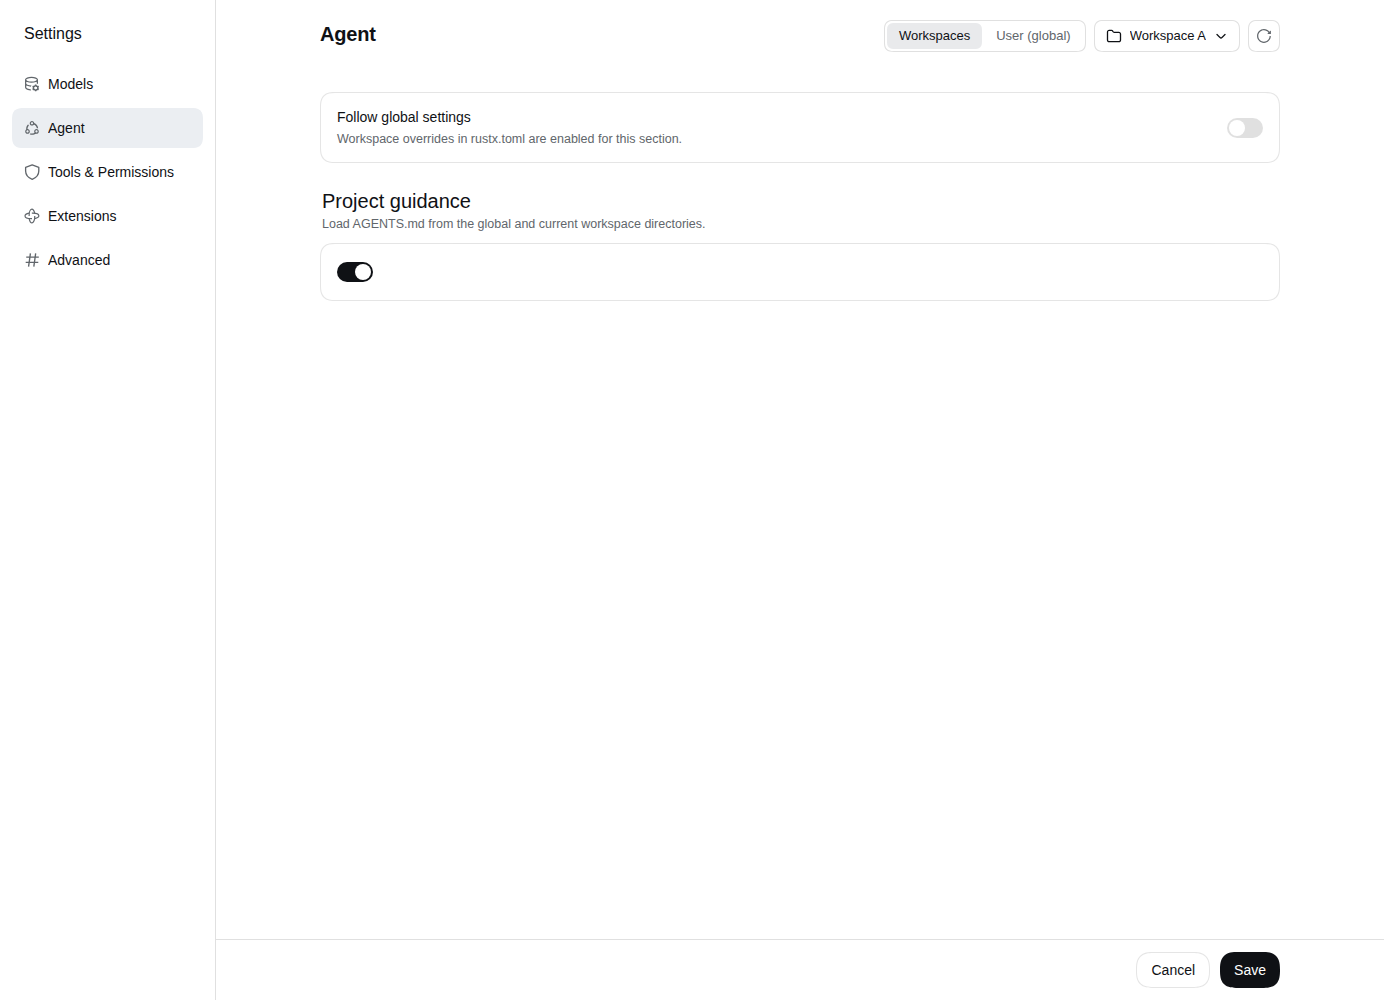 Settings
Models
Agent
Tools & Permissions
Extensions
Advanced
Agent
Workspaces
User (global)
Workspace A
Follow global settings
Workspace overrides in rustx.toml are enabled for this section.
Project guidance
Load AGENTS.md from the global and current workspace directories.
Cancel
Save